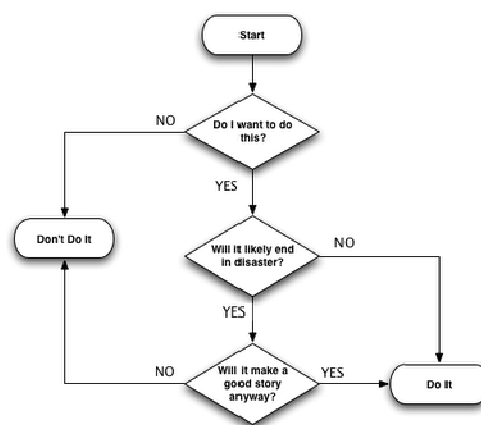 Start
Do I want to do
this?
NO
YES
Don't Do It
Will it likely end
in disaster?
NO
YES
Will it make a
good story
anyway?
NO
YES
Do It